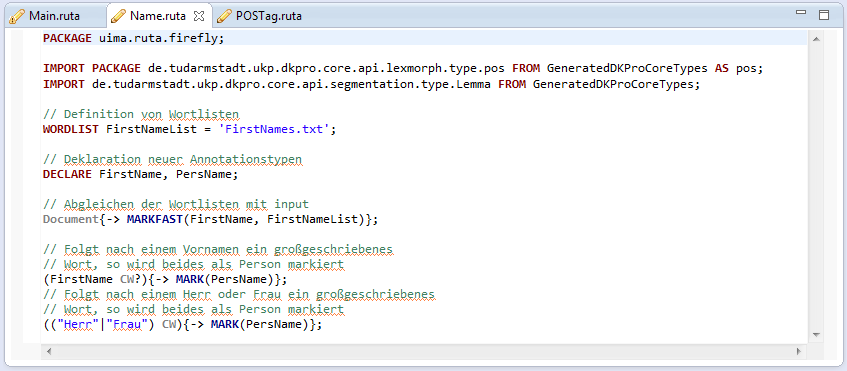 Main.ruta Name.ruta POSTag.ruta
PACKAGE uima.ruta.firefly;
IMPORT PACKAGE de.tudarmstadt.ukp.dkpro.core.api.lexmorph.type.pos FROM GeneratedDKProCoreTypes AS pos;
IMPORT de.tudarmstadt.ukp.dkpro.core.api.segmentation.type.Lemma FROM GeneratedDKProCoreTypes;
// Definition von Wortlisten
WORDLIST FirstNameList = 'FirstNames.txt';
// Deklaration neuer Annotationstypen
DECLARE FirstName, PersName;
// Abgleichen der Wortlisten mit input
Document{-> MARKFAST(FirstName, FirstNameList)};
// Folgt nach einem Vornamen ein großgeschriebenes
// Wort, so wird beides als Person markiert
(FirstName CW?){-> MARK(PersName)};
// Folgt nach einem Herr oder Frau ein großgeschriebenes
// Wort, so wird beides als Person markiert
(("Herr"|"Frau") CW){-> MARK(PersName)};